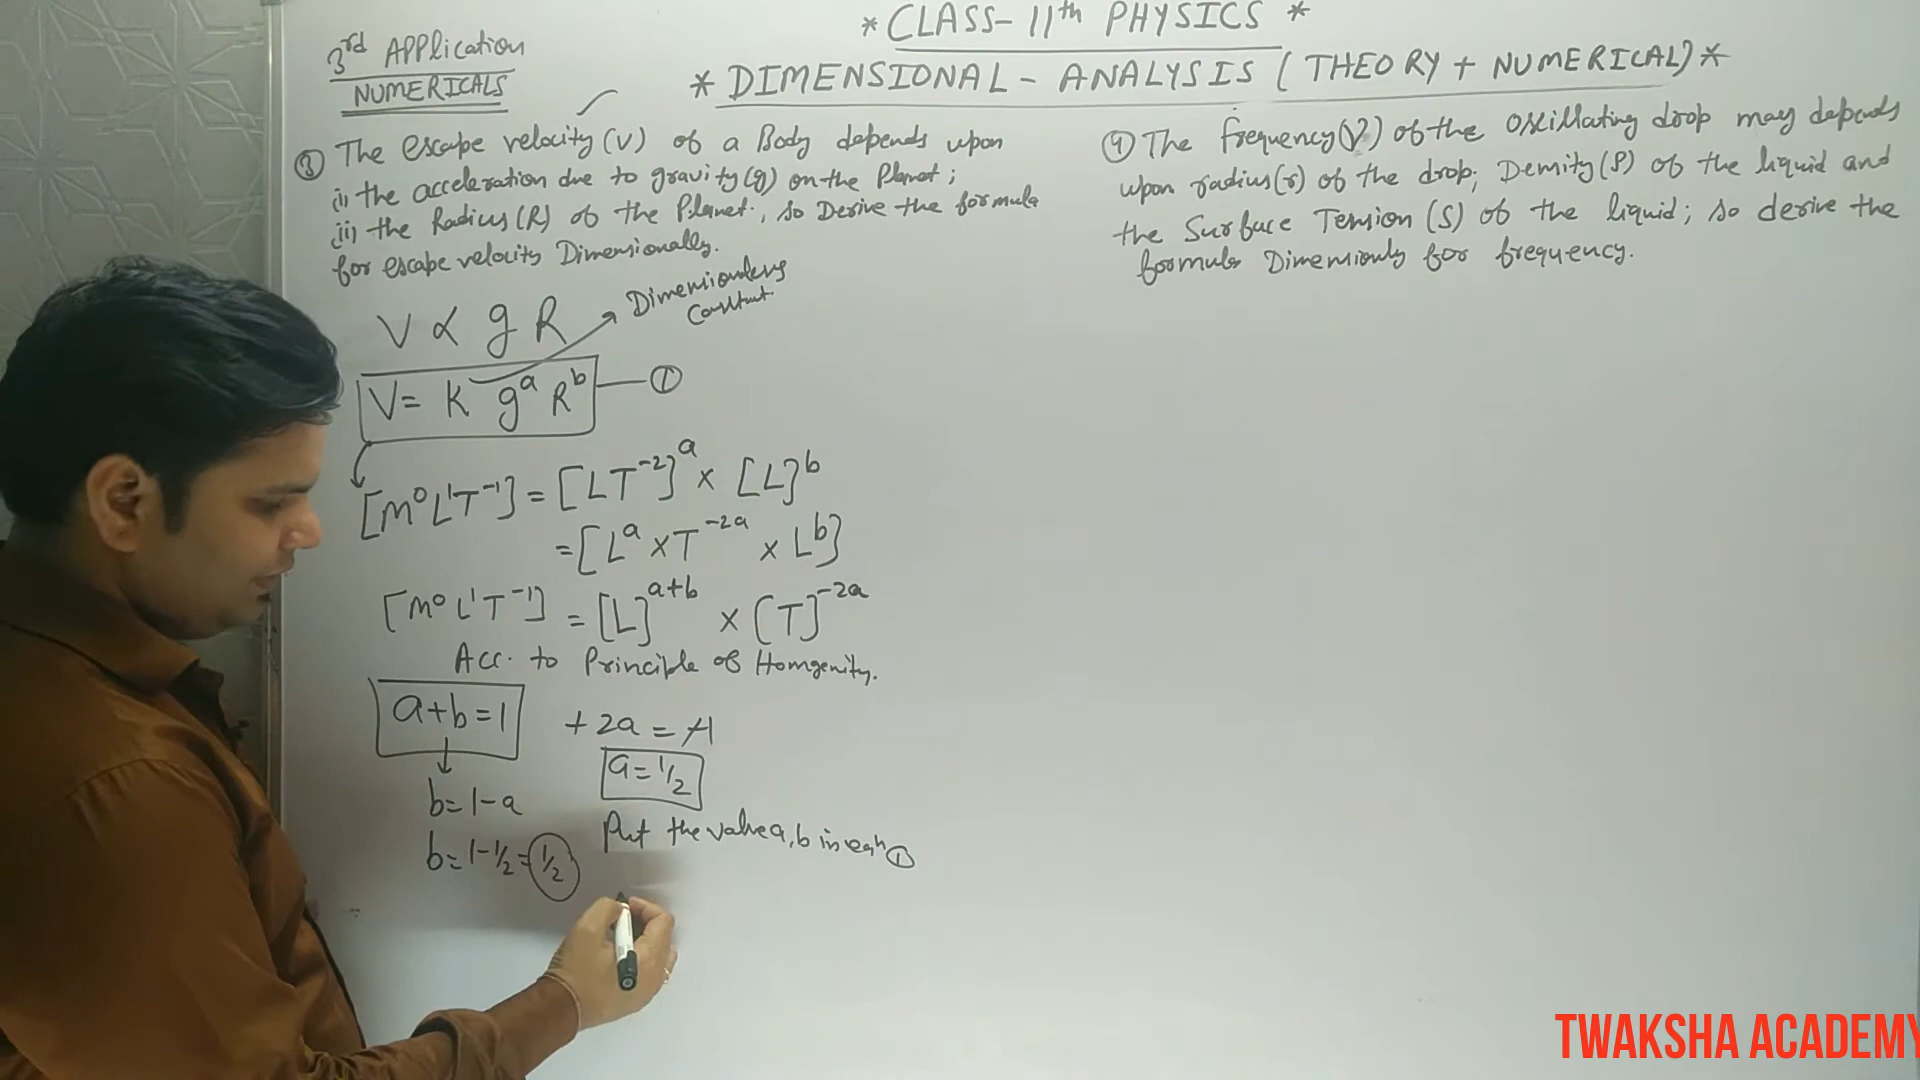 * CLASS- 11th PHYSICS *
* DIMENSIONAL - ANALYSIS ( THEORY + NUMERICAL) *
3rd APPlication
NUMERICALS
③ The escape velocity (v) of a Body depends upon
(i) the acceleration due to gravity (g) on the Planet;
(ii) the Radius (R) of the Planet., so Derive the formula
for escape velocity Dimensionally.
V ∝ g R
Dimensionless
Constant.
V = K g^a R^b — ①
[M^0 L^1 T^-1] = [LT^-2]^a × [L]^b
= [L^a × T^-2a × L^b]
[M^0 L^1 T^-1] = [L]^a+b × [T]^-2a
Acc. to Principle of Homgenity.
a+b=1
+2a = +1
a=1/2
b=1-a
b=1-1/2=1/2
Put the value a,b in eqn ①
④ The frequency(ν) of the oscillating drop may depends
upon radius(r) of the drop; Density (ρ) of the liquid and
the Surface Tension (S) of the liquid; so derive the
formula Dimensionly for frequency.
TWAKSHA ACADEMY